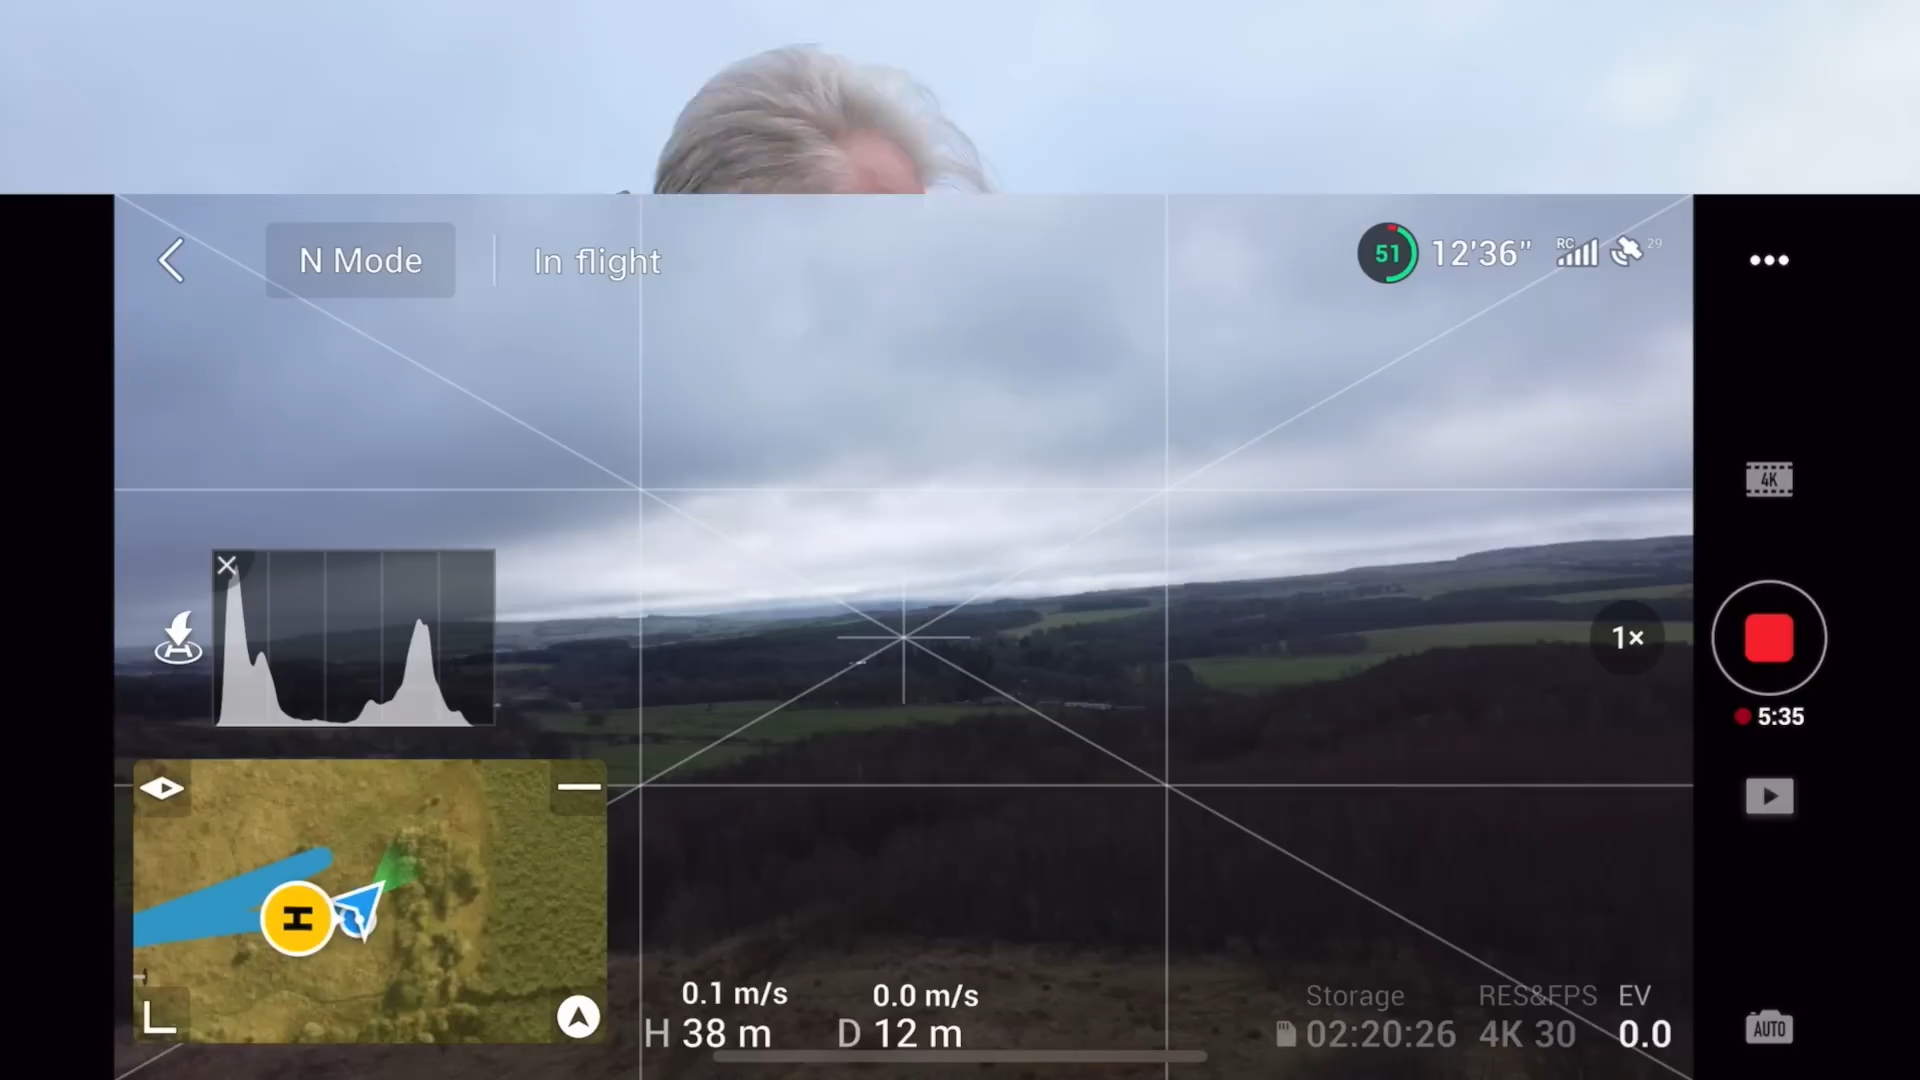 N Mode
In flight
51
12'36"
RC
29
4K
1×
5:35
H
0.1 m/s
0.0 m/s
H 38 m
D 12 m
Storage
RES&FPS
EV
02:20:26
4K 30
0.0
AUTO